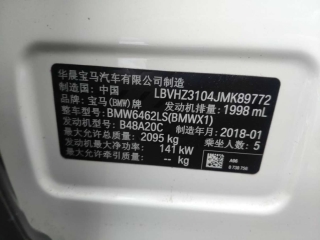 华晨宝马汽车有限公司制造
制造国: 中国 LBVHZ3104JMK89772
品牌: 宝马(BMW)牌 发动机排量: 1998 mL
整车型号: BMW6462LS(BMWX1)
发动机型号: B48A20C 制造年月: 2018-01
最大允许总质量: 2095 kg 乘坐人数: 5
发动机最大净功率: 141 kW
最大允许牵引质量: -- kg